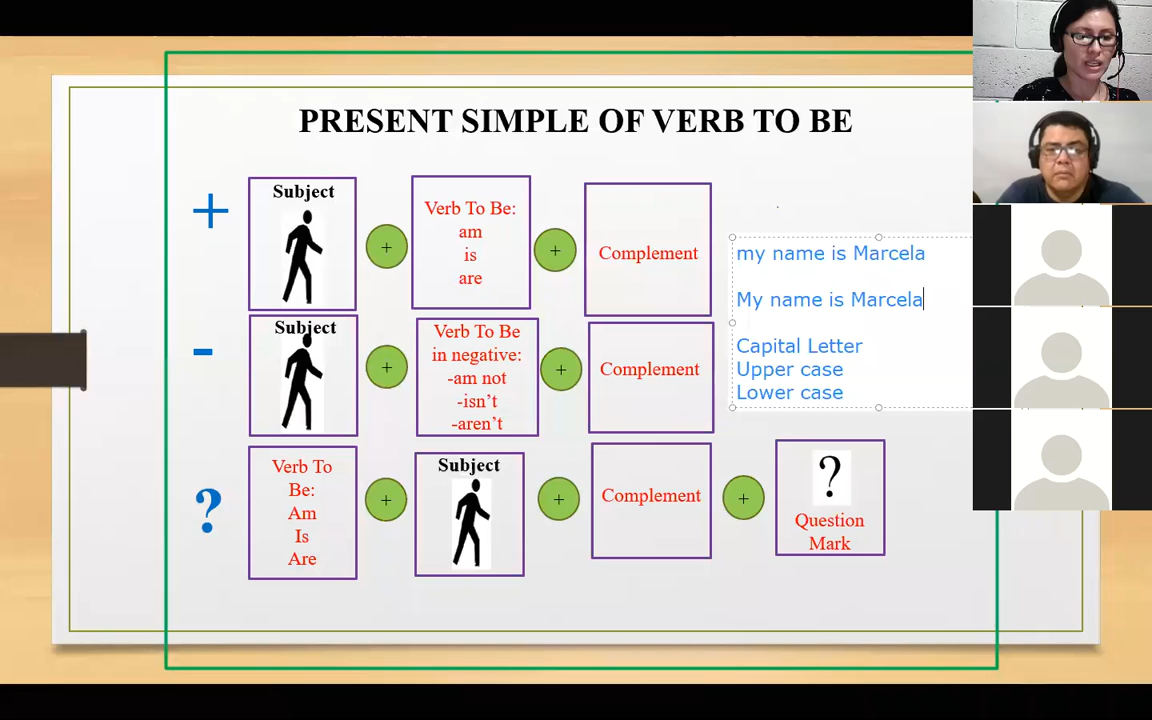 PRESENT SIMPLE OF VERB TO BE
+
Subject
+
Verb To Be:
am
is
are
+
Complement
my name is Marcela
My name is Marcela
Capital Letter
Upper case
Lower case
-
Subject
+
Verb To Be
in negative:
-am not
-isn't
-aren't
+
Complement
?
Verb To
Be:
Am
Is
Are
+
Subject
+
Complement
+
?
Question
Mark